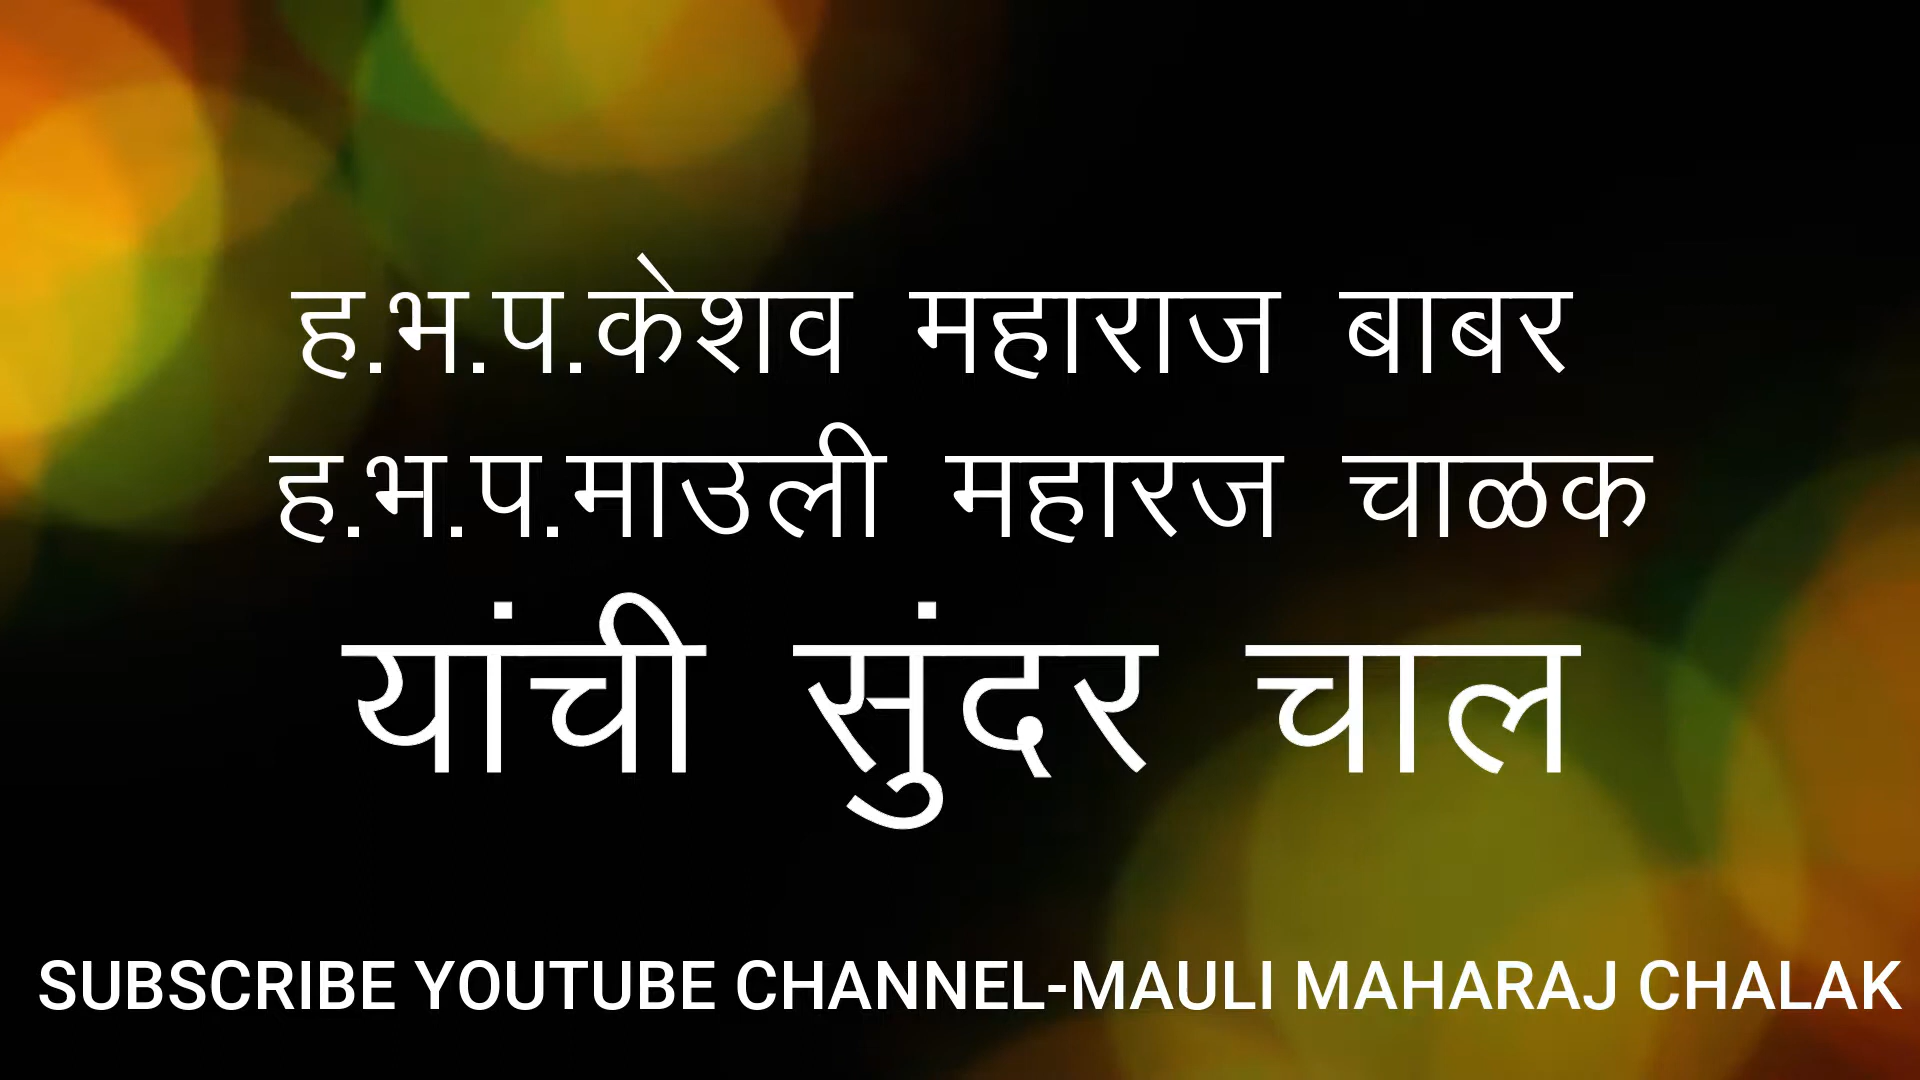 ह.भ.प.केशव महाराज बाबर
ह.भ.प.माउली महारज चाळक
यांची सुंदर चाल
SUBSCRIBE YOUTUBE CHANNEL-MAULI MAHARAJ CHALAK